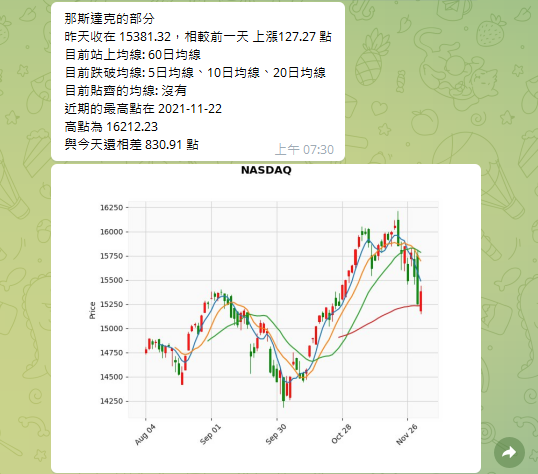 那斯達克的部分
昨天收在 15381.32，相較前一天 上漲127.27 點
目前站上均線: 60日均線
目前跌破均線: 5日均線、10日均線、20日均線
目前貼齊的均線: 沒有
近期的最高點在 2021-11-22
高點為 16212.23
與今天還相差 830.91 點
上午 07:30
NASDAQ
16250
16000
15750
15500
15250
15000
14750
14500
14250
Price
Aug 04
Sep 01
Sep 30
Oct 28
Nov 26